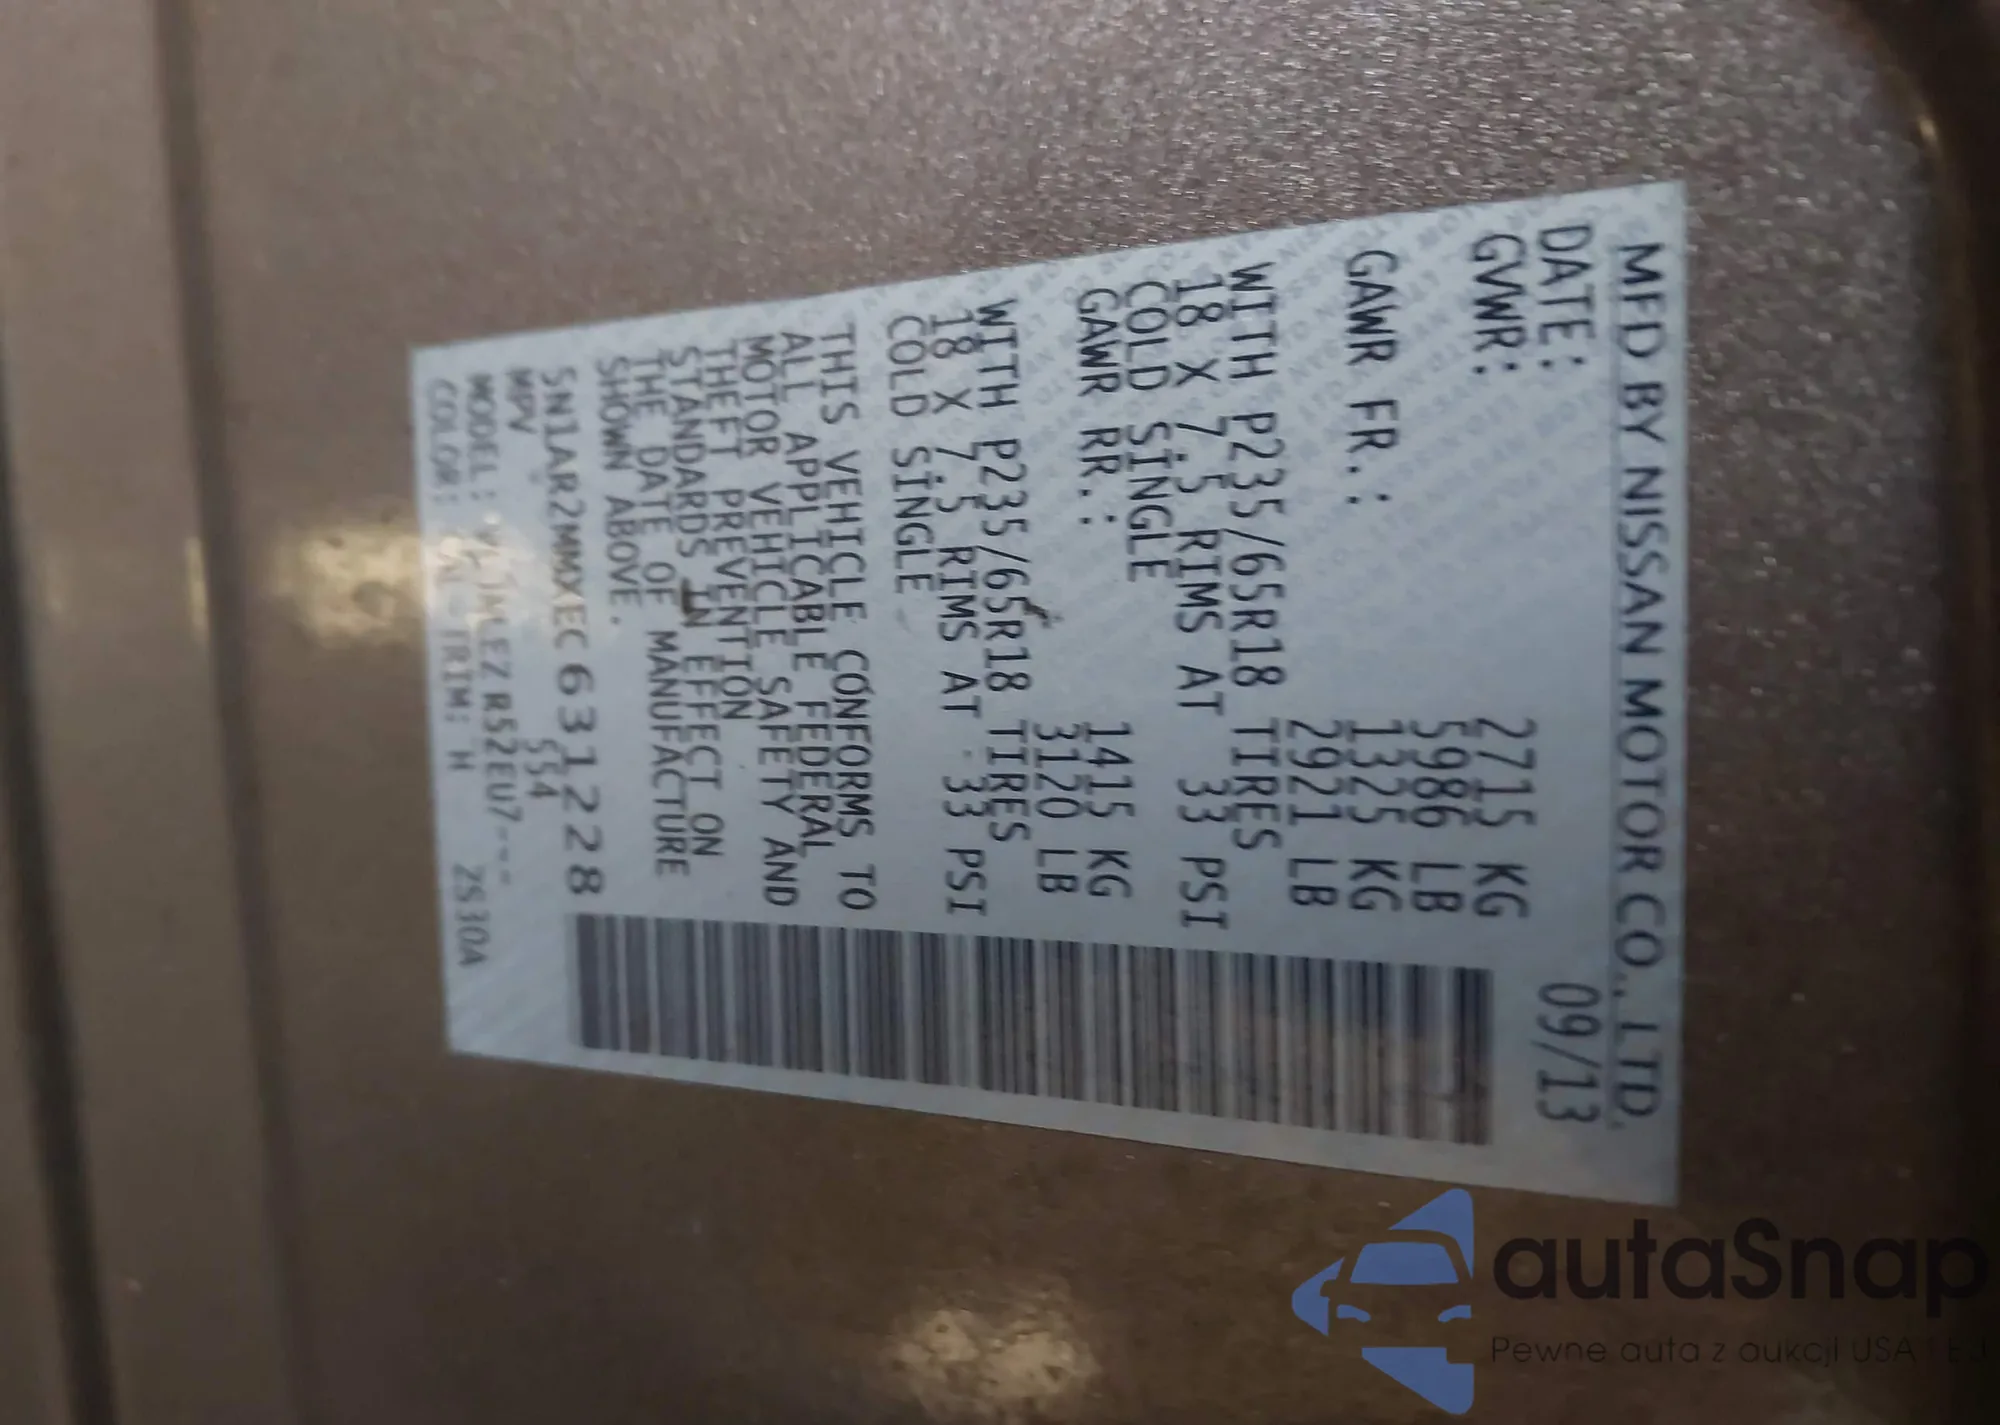 MFD BY NISSAN MOTOR CO., LTD.
DATE: 09/13
GVWR: 2715 KG
5986 LB
GAWR FR.: 1325 KG
2921 LB
WITH P235/65R18 TIRES
18 X 7.5 RIMS AT 33 PSI
COLD SINGLE
GAWR RR.: 1415 KG
3120 LB
WITH P235/65R18 TIRES
18 X 7.5 RIMS AT 33 PSI
COLD SINGLE
THIS VEHICLE CONFORMS TO
ALL APPLICABLE FEDERAL
MOTOR VEHICLE SAFETY AND
THEFT PREVENTION
STANDARDS IN EFFECT ON
THE DATE OF MANUFACTURE
SHOWN ABOVE.
5N1AR2MMXEC631228
MPV 554
MODEL: R52EU7---
COLOR: TRIM: H ZS30A
autaSnap
Pewne auta z aukcji USA i EU